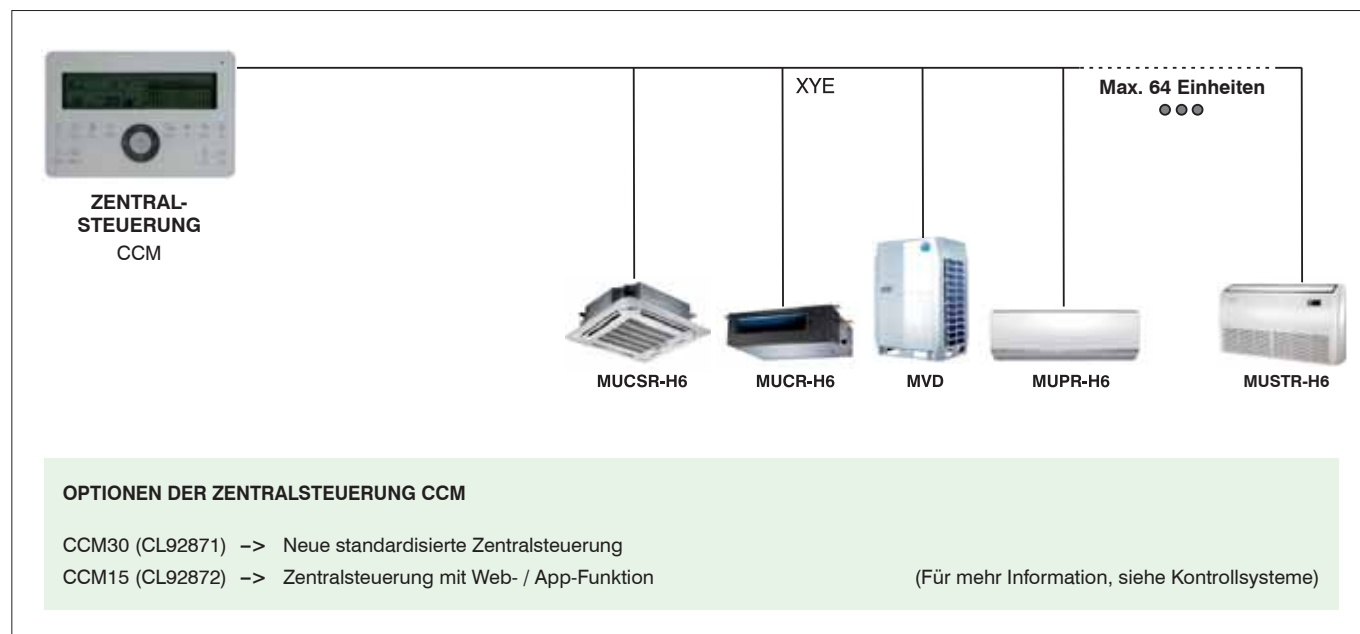 XYE
Max. 64 Einheiten
ZENTRAL-
STEUERUNG
CCM
MUCSR-H6
MUCR-H6
MVD
MUPR-H6
MUSTR-H6
OPTIONEN DER ZENTRALSTEUERUNG CCM
CCM30 (CL92871) –> Neue standardisierte Zentralsteuerung
CCM15 (CL92872) –> Zentralsteuerung mit Web- / App-Funktion (Für mehr Information, siehe Kontrollsysteme)